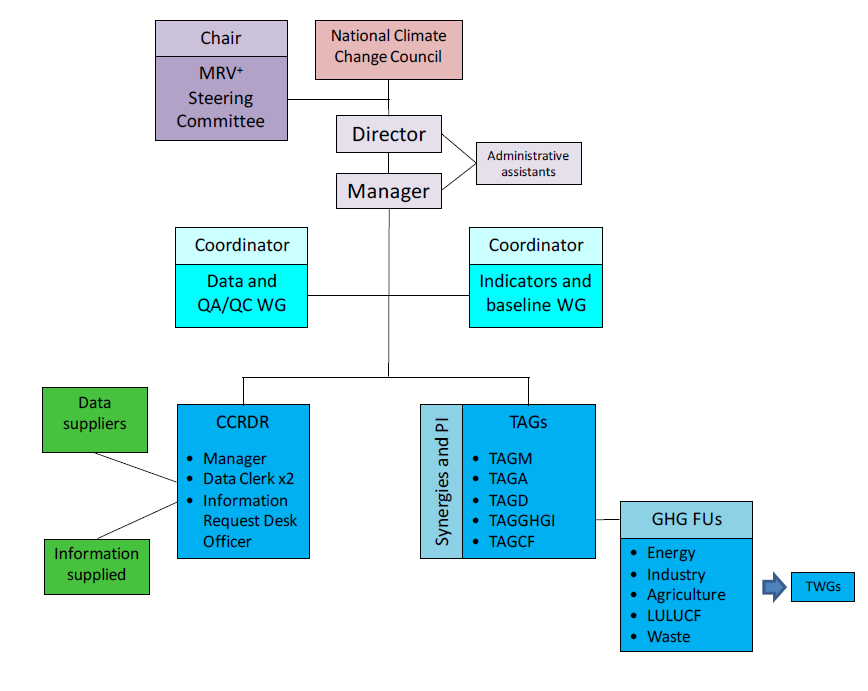 Chair
MRV+
Steering
Committee
National Climate
Change Council
Director
Manager
Administrative
assistants
Coordinator
Data and
QA/QC WG
Coordinator
Indicators and
baseline WG
Data
suppliers
Information
supplied
CCRDR
• Manager
• Data Clerk x2
• Information
Request Desk
Officer
Synergies and PI
TAGs
• TAGM
• TAGA
• TAGD
• TAGGHGI
• TAGCF
GHG FUs
• Energy
• Industry
• Agriculture
• LULUCF
• Waste
TWGs